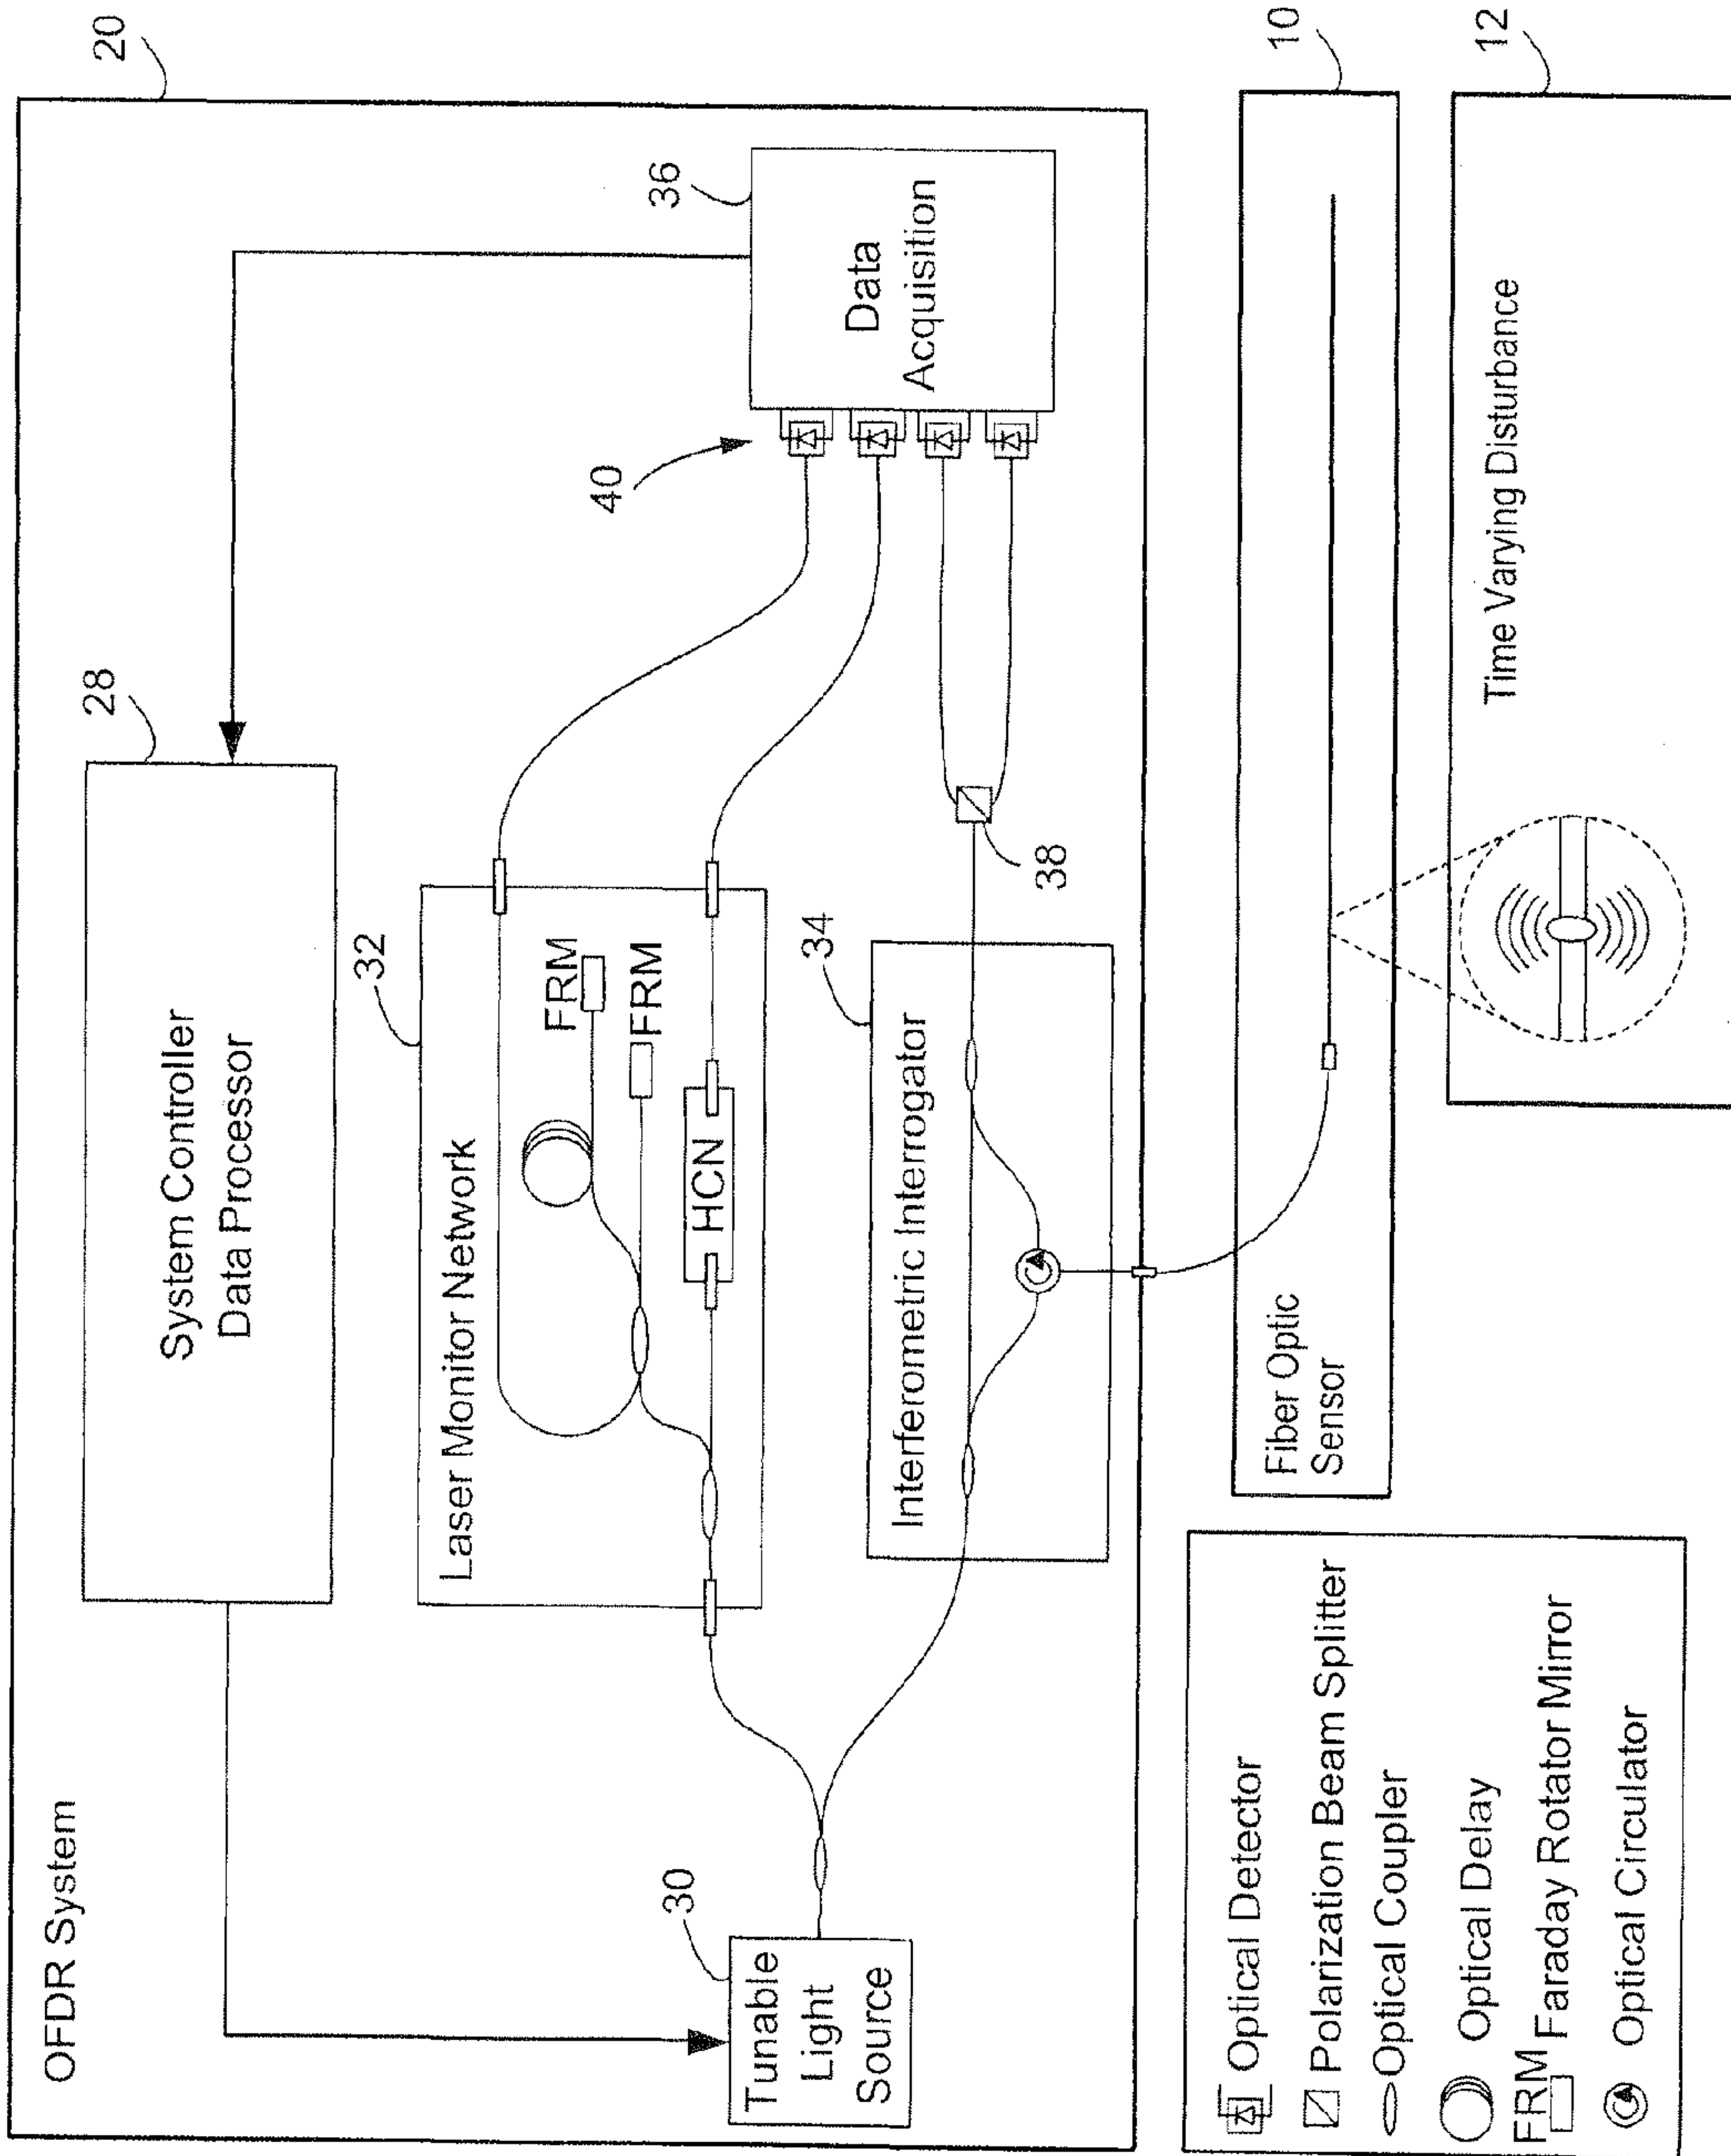 OFDR System
20
System Controller
Data Processor
28
Laser Monitor Network
32
FRM
FRM
HCN
40
36
Data
Acquisition
30
Tunable
Light
Source
Interferometric Interrogator
34
38
Fiber Optic
Sensor
10
Time Varying Disturbance
12
Optical Detector
Polarization Beam Splitter
Optical Coupler
Optical Delay
FRM
Faraday Rotator Mirror
Optical Circulator